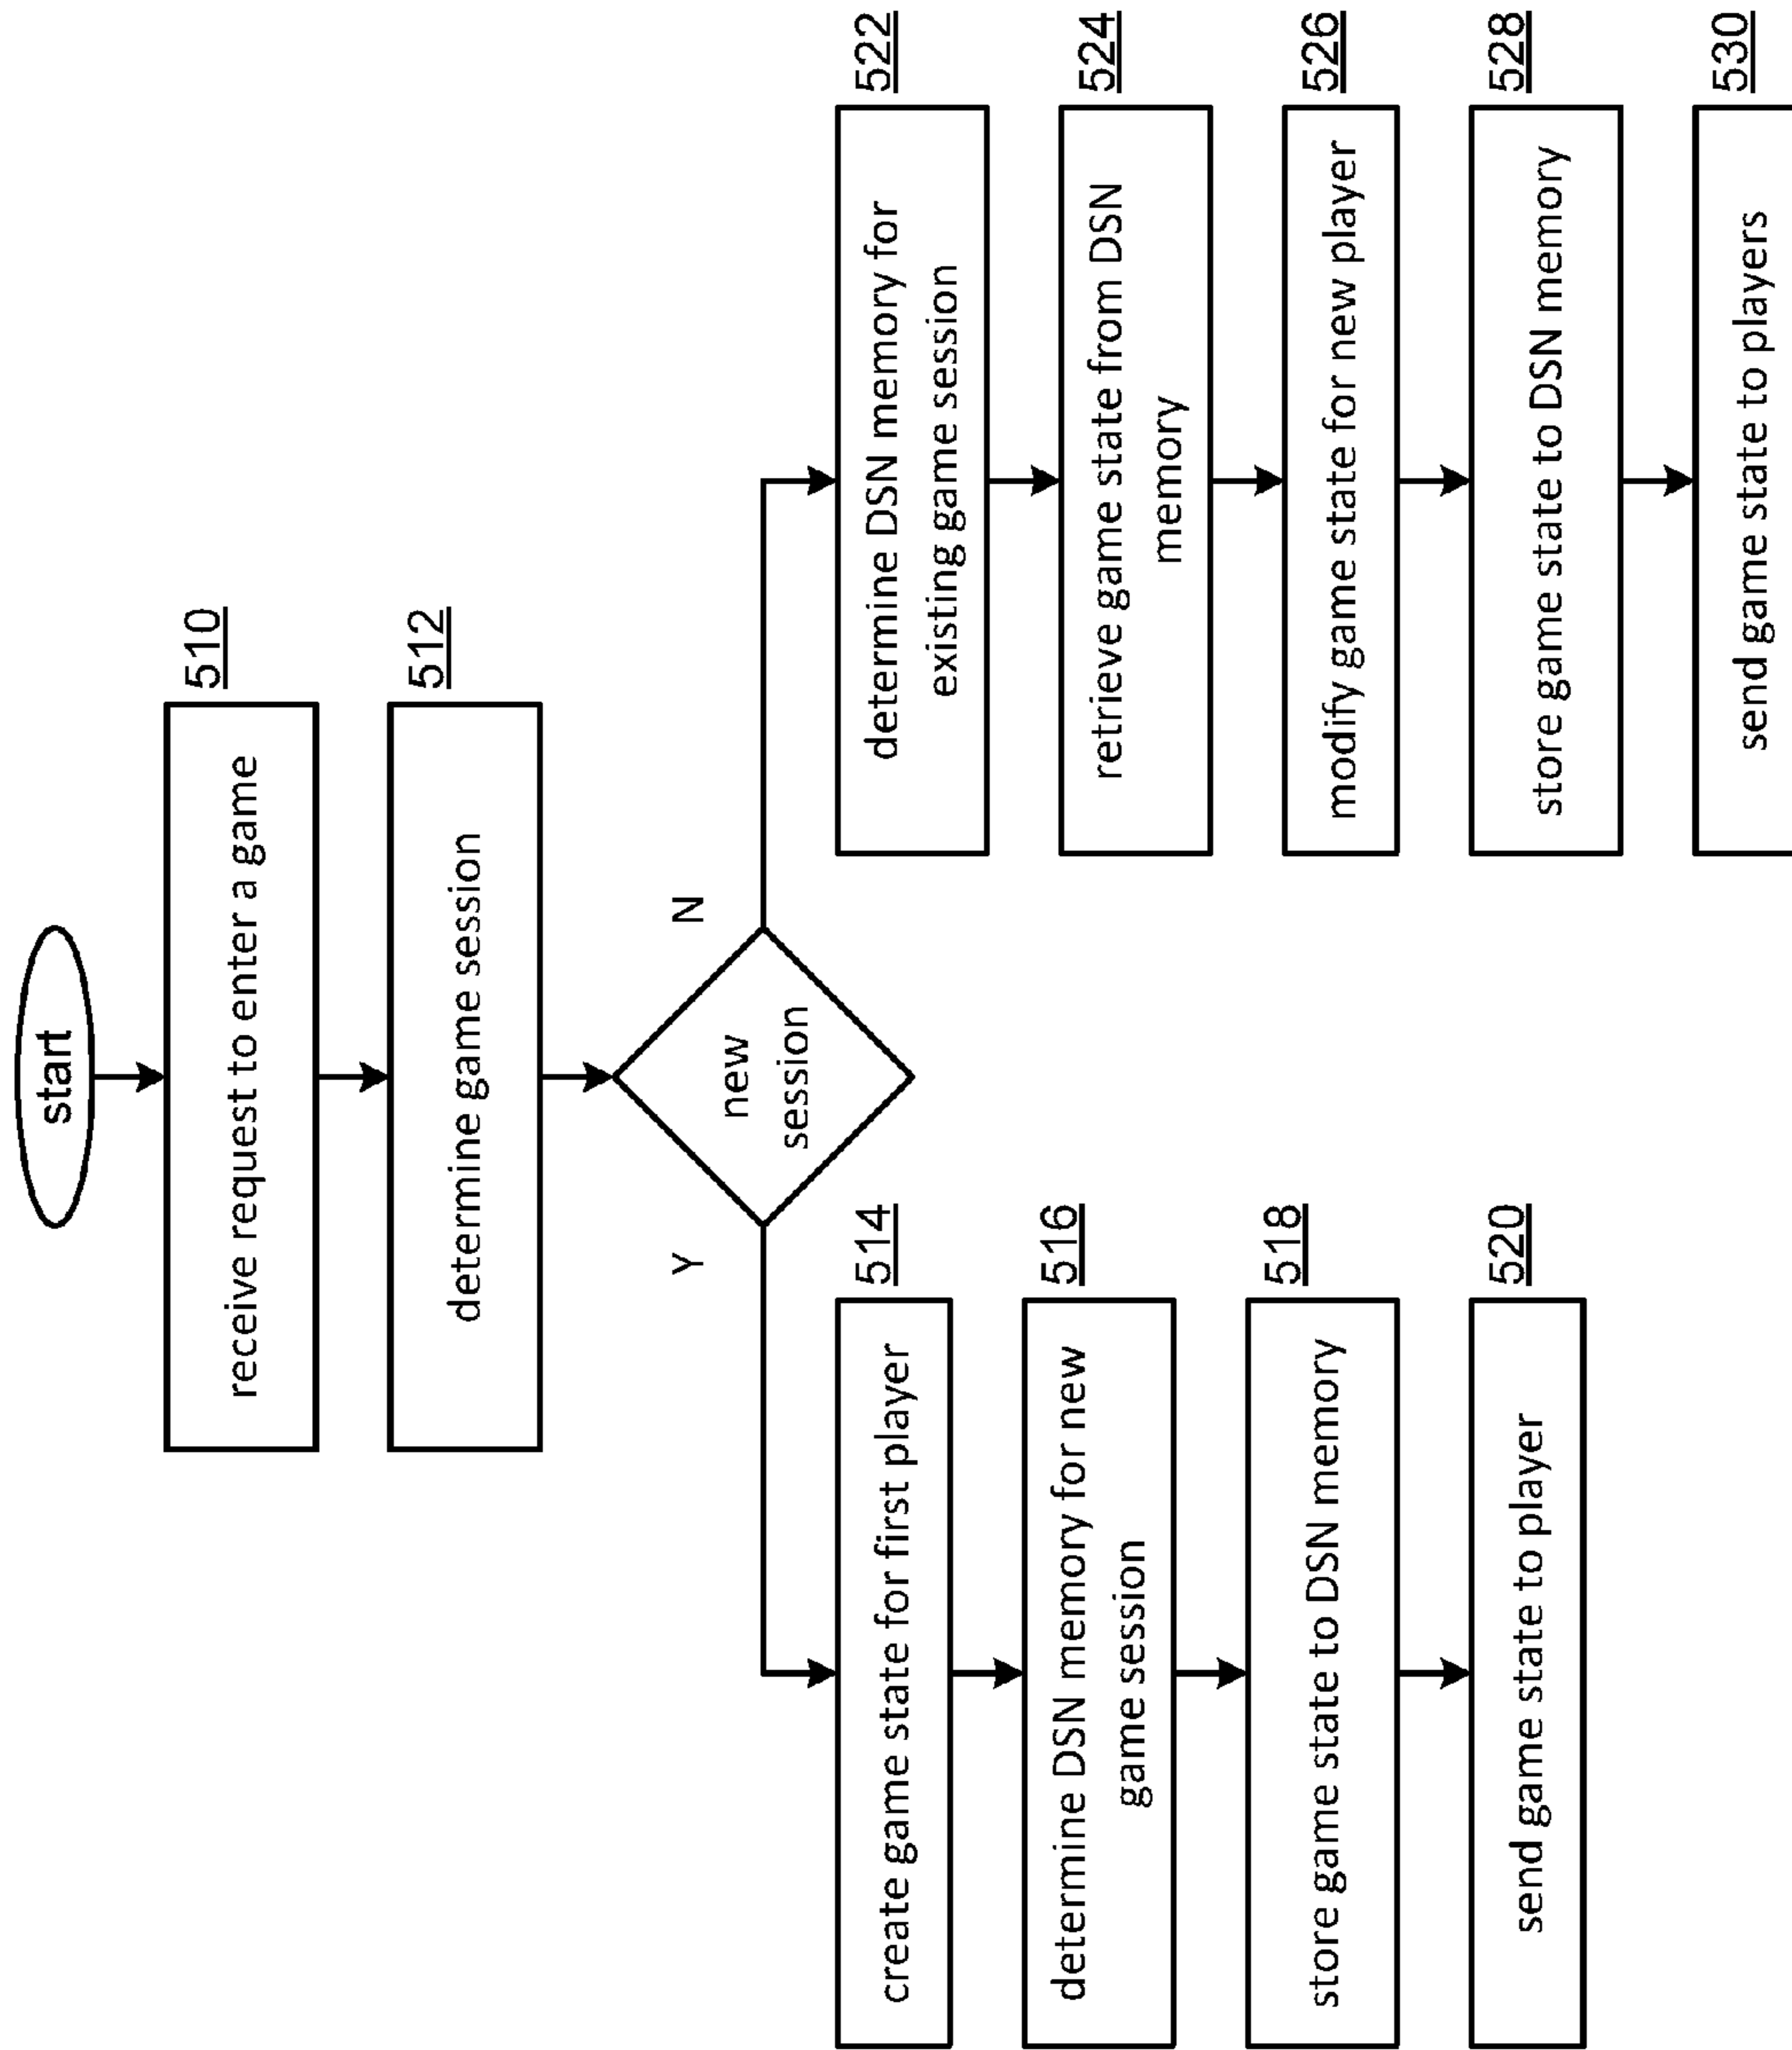 start
receive request to enter a game
510
determine game session
512
new
session
Y
N
create game state for first player
514
determine DSN memory for new
game session
516
store game state to DSN memory
518
send game state to player
520
determine DSN memory for
existing game session
522
retrieve game state from DSN
memory
524
modify game state for new player
526
store game state to DSN memory
528
send game state to players
530